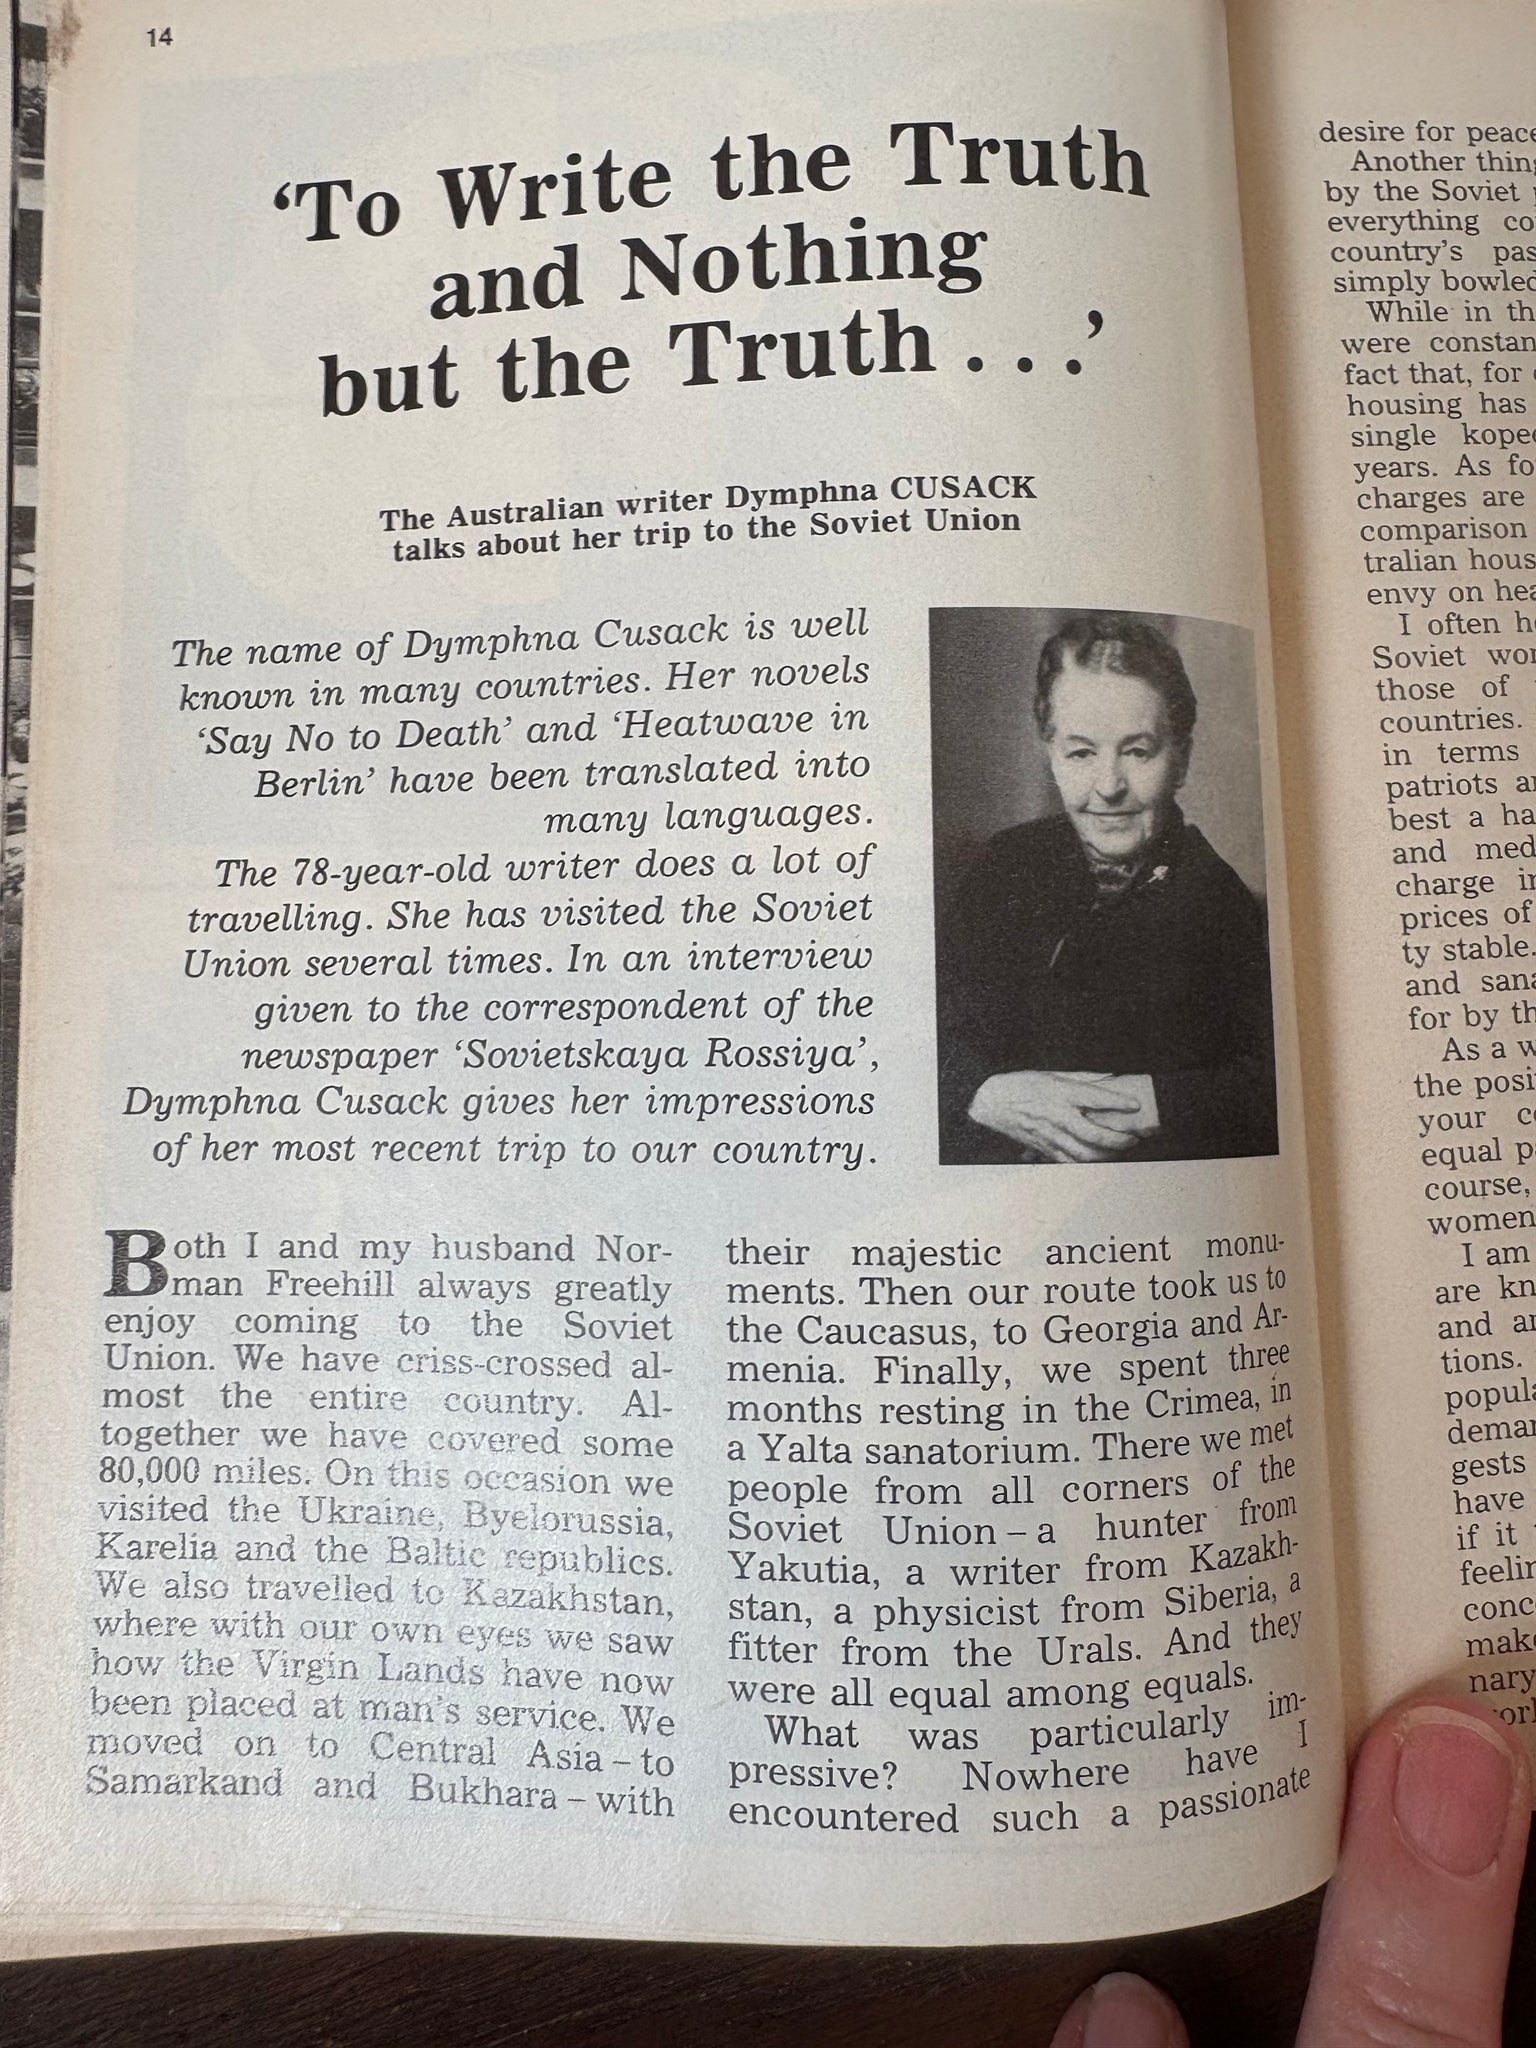 14
‘To Write the Truth
and Nothing
but the Truth . . .’
The Australian writer Dymphna CUSACK
talks about her trip to the Soviet Union
The name of Dymphna Cusack is well
known in many countries. Her novels
‘Say No to Death’ and ‘Heatwave in
Berlin’ have been translated into
many languages.
The 78-year-old writer does a lot of
travelling. She has visited the Soviet
Union several times. In an interview
given to the correspondent of the
newspaper ‘Sovietskaya Rossiya’,
Dymphna Cusack gives her impressions
of her most recent trip to our country.
Both I and my husband Nor-
man Freehill always greatly
enjoy coming to the Soviet
Union. We have criss-crossed al-
most the entire country. Al-
together we have covered some
80,000 miles. On this occasion we
visited the Ukraine, Byelorussia,
Karelia and the Baltic republics.
We also travelled to Kazakhstan,
where with our own eyes we saw
how the Virgin Lands have now
been placed at man’s service. We
moved on to Central Asia – to
Samarkand and Bukhara – with
their majestic ancient monu-
ments. Then our route took us to
the Caucasus, to Georgia and Ar-
menia. Finally, we spent three
months resting in the Crimea, in
a Yalta sanatorium. There we met
people from all corners of the
Soviet Union – a hunter from
Yakutia, a writer from Kazakh-
stan, a physicist from Siberia, a
fitter from the Urals. And they
were all equal among equals.
What was particularly im-
pressive? Nowhere have I
encountered such a passionate
desire for peace
Another thing
by the Soviet
everything
country’s
simply bowled
While in
were
fact that, for
housing has
single
years. As
charges are
comparison
tralian
envy on
I often
Soviet
those of
countries.
in terms
patriots
best a
and
charge
prices of
ty stable.
and
for by
As a
the
your
equal
course,
women
I am
are
and
tions.
gests
have
if it